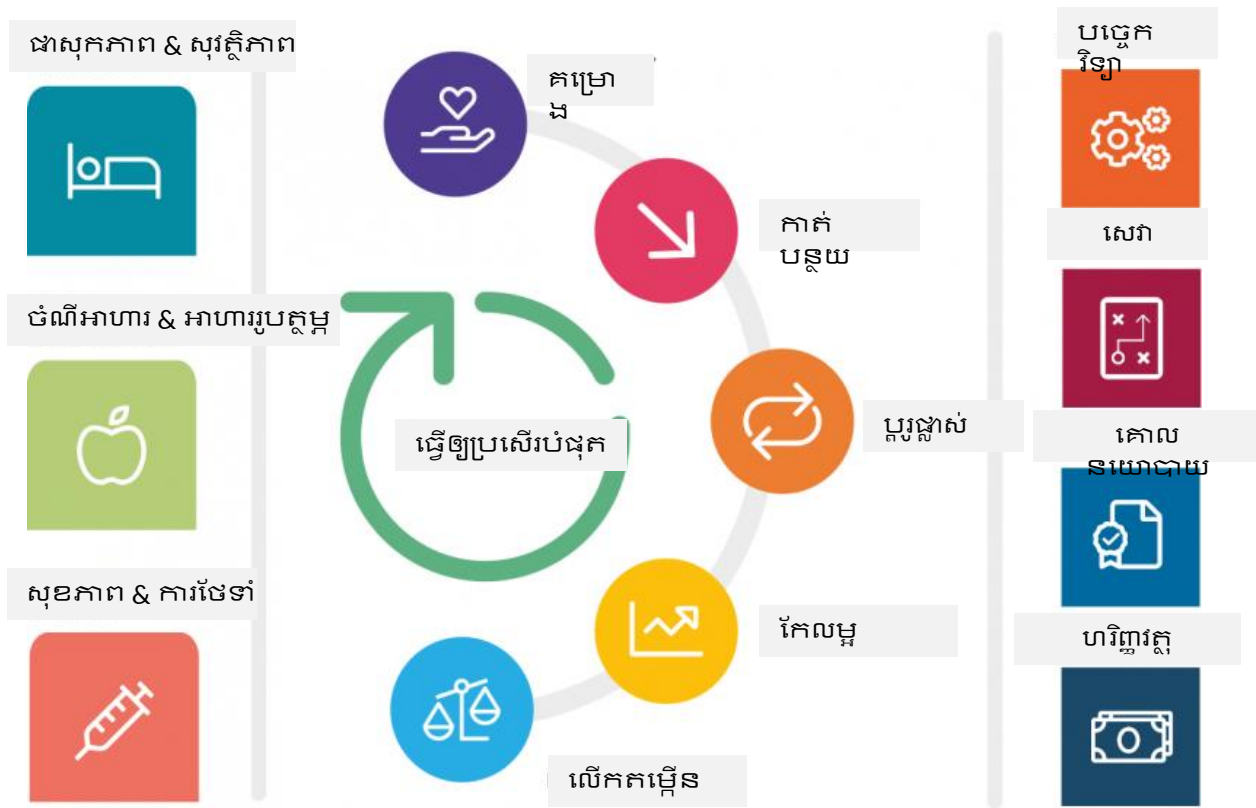 ផាសុកភាព & សុវត្ថិភាព
ចំណីអាហារ & អាហាររូបត្ថម្ភ
សុខភាព & ការថែទាំ
គម្រោ
ង
កាត់
បន្ថយ
ប្តូរផ្លាស់
ធ្វើឲ្យប្រសើរបំផុត
កែលម្អ
លើកតម្កើន
បច្ចេក
វិទ្យា
សេវា
គោល
នយោបាយ
ហរិញ្ញវត្ថុ